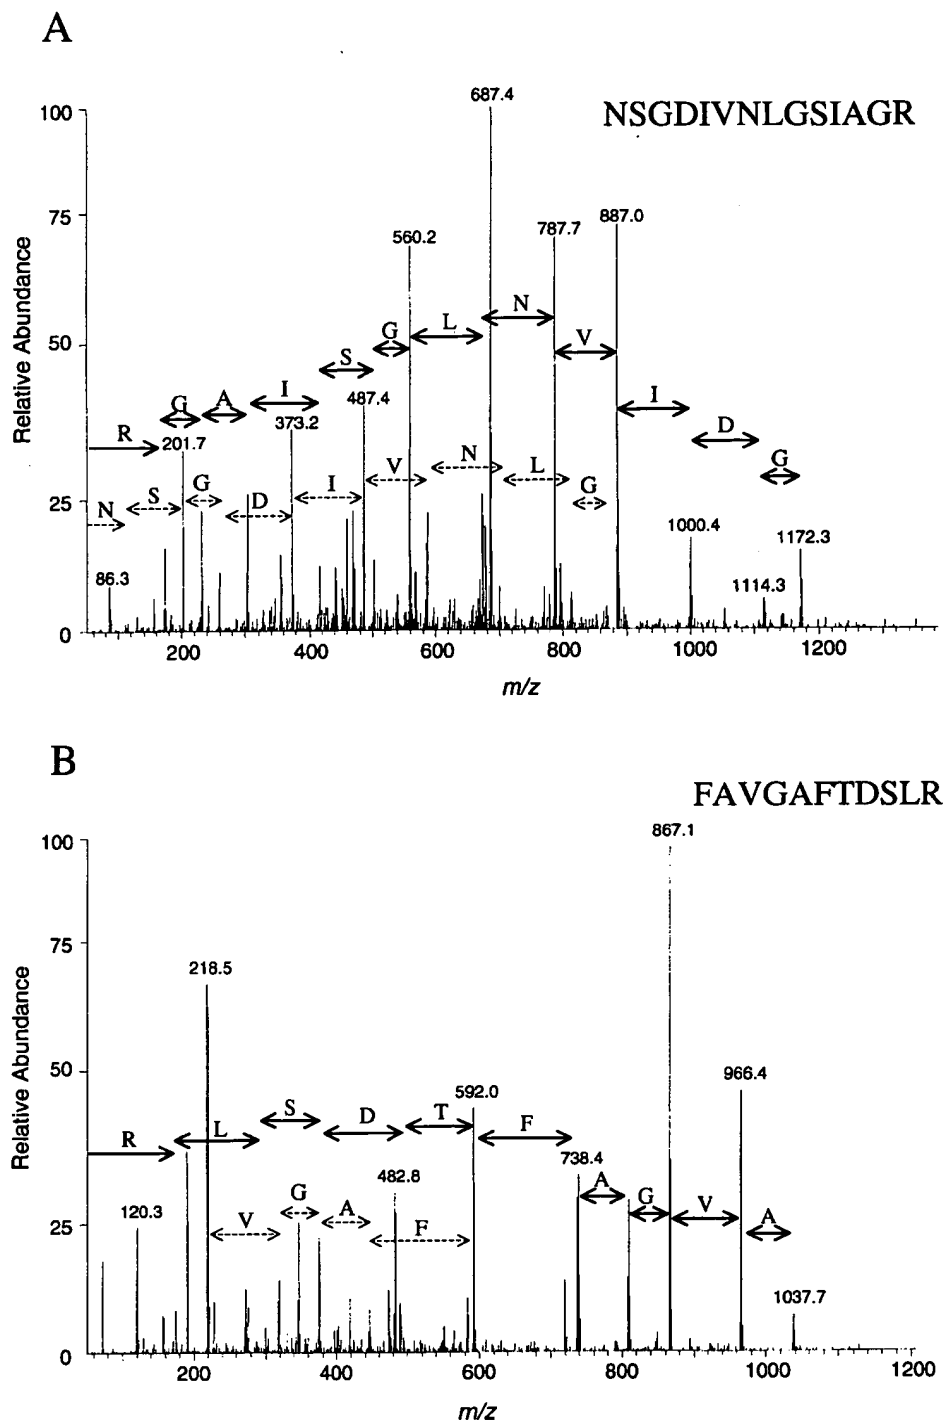 A
NSGDIVNLGSIAGR
Relative Abundance
100
75
50
25
0
687.4
887.0
787.7
560.2
N
L
G
V
S
I
A
G
R
487.4
373.2
201.7
I
D
G
N
V
L
I
G
G
D
S
N
86.3
1000.4
1172.3
1114.3
200 400 600 800 1000 1200
m/z
B
FAVGAFTDSLR
Relative Abundance
100
75
50
25
0
867.1
218.5
592.0
966.4
S
T
D
F
L
R
738.4
482.8
A
G
V
A
G
A
V
F
120.3
1037.7
200 400 600 800 1000 1200
m/z